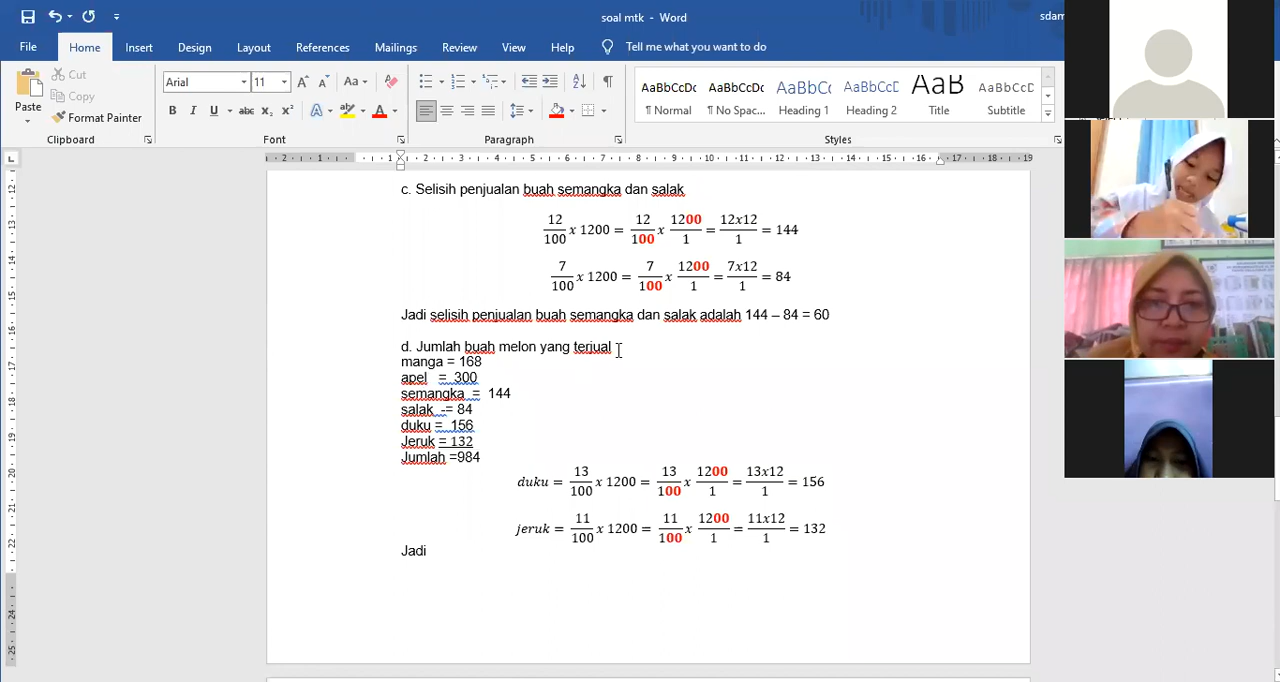 soal mtk - Word
sdam
File Home Insert Design Layout References Mailings Review View Help Tell me what you want to do
Paste
Cut
Copy
Format Painter
Clipboard
Arial 11
Font
Paragraph
AaBbCcDc AaBbCcDc AaBbC AaBbCcD AaB AaBbCcDc
¶ Normal ¶ No Spac... Heading 1 Heading 2 Title Subtitle
Styles
c. Selisih penjualan buah semangka dan salak
12/100 x 1200 = 12/100 x 1200/1 = 12x12/1 = 144
7/100 x 1200 = 7/100 x 1200/1 = 7x12/1 = 84
Jadi selisih penjualan buah semangka dan salak adalah 144 – 84 = 60
d. Jumlah buah melon yang terjual
manga = 168
apel = 300
semangka = 144
salak -= 84
duku = 156
Jeruk = 132
Jumlah =984
duku = 13/100 x 1200 = 13/100 x 1200/1 = 13x12/1 = 156
jeruk = 11/100 x 1200 = 11/100 x 1200/1 = 11x12/1 = 132
Jadi